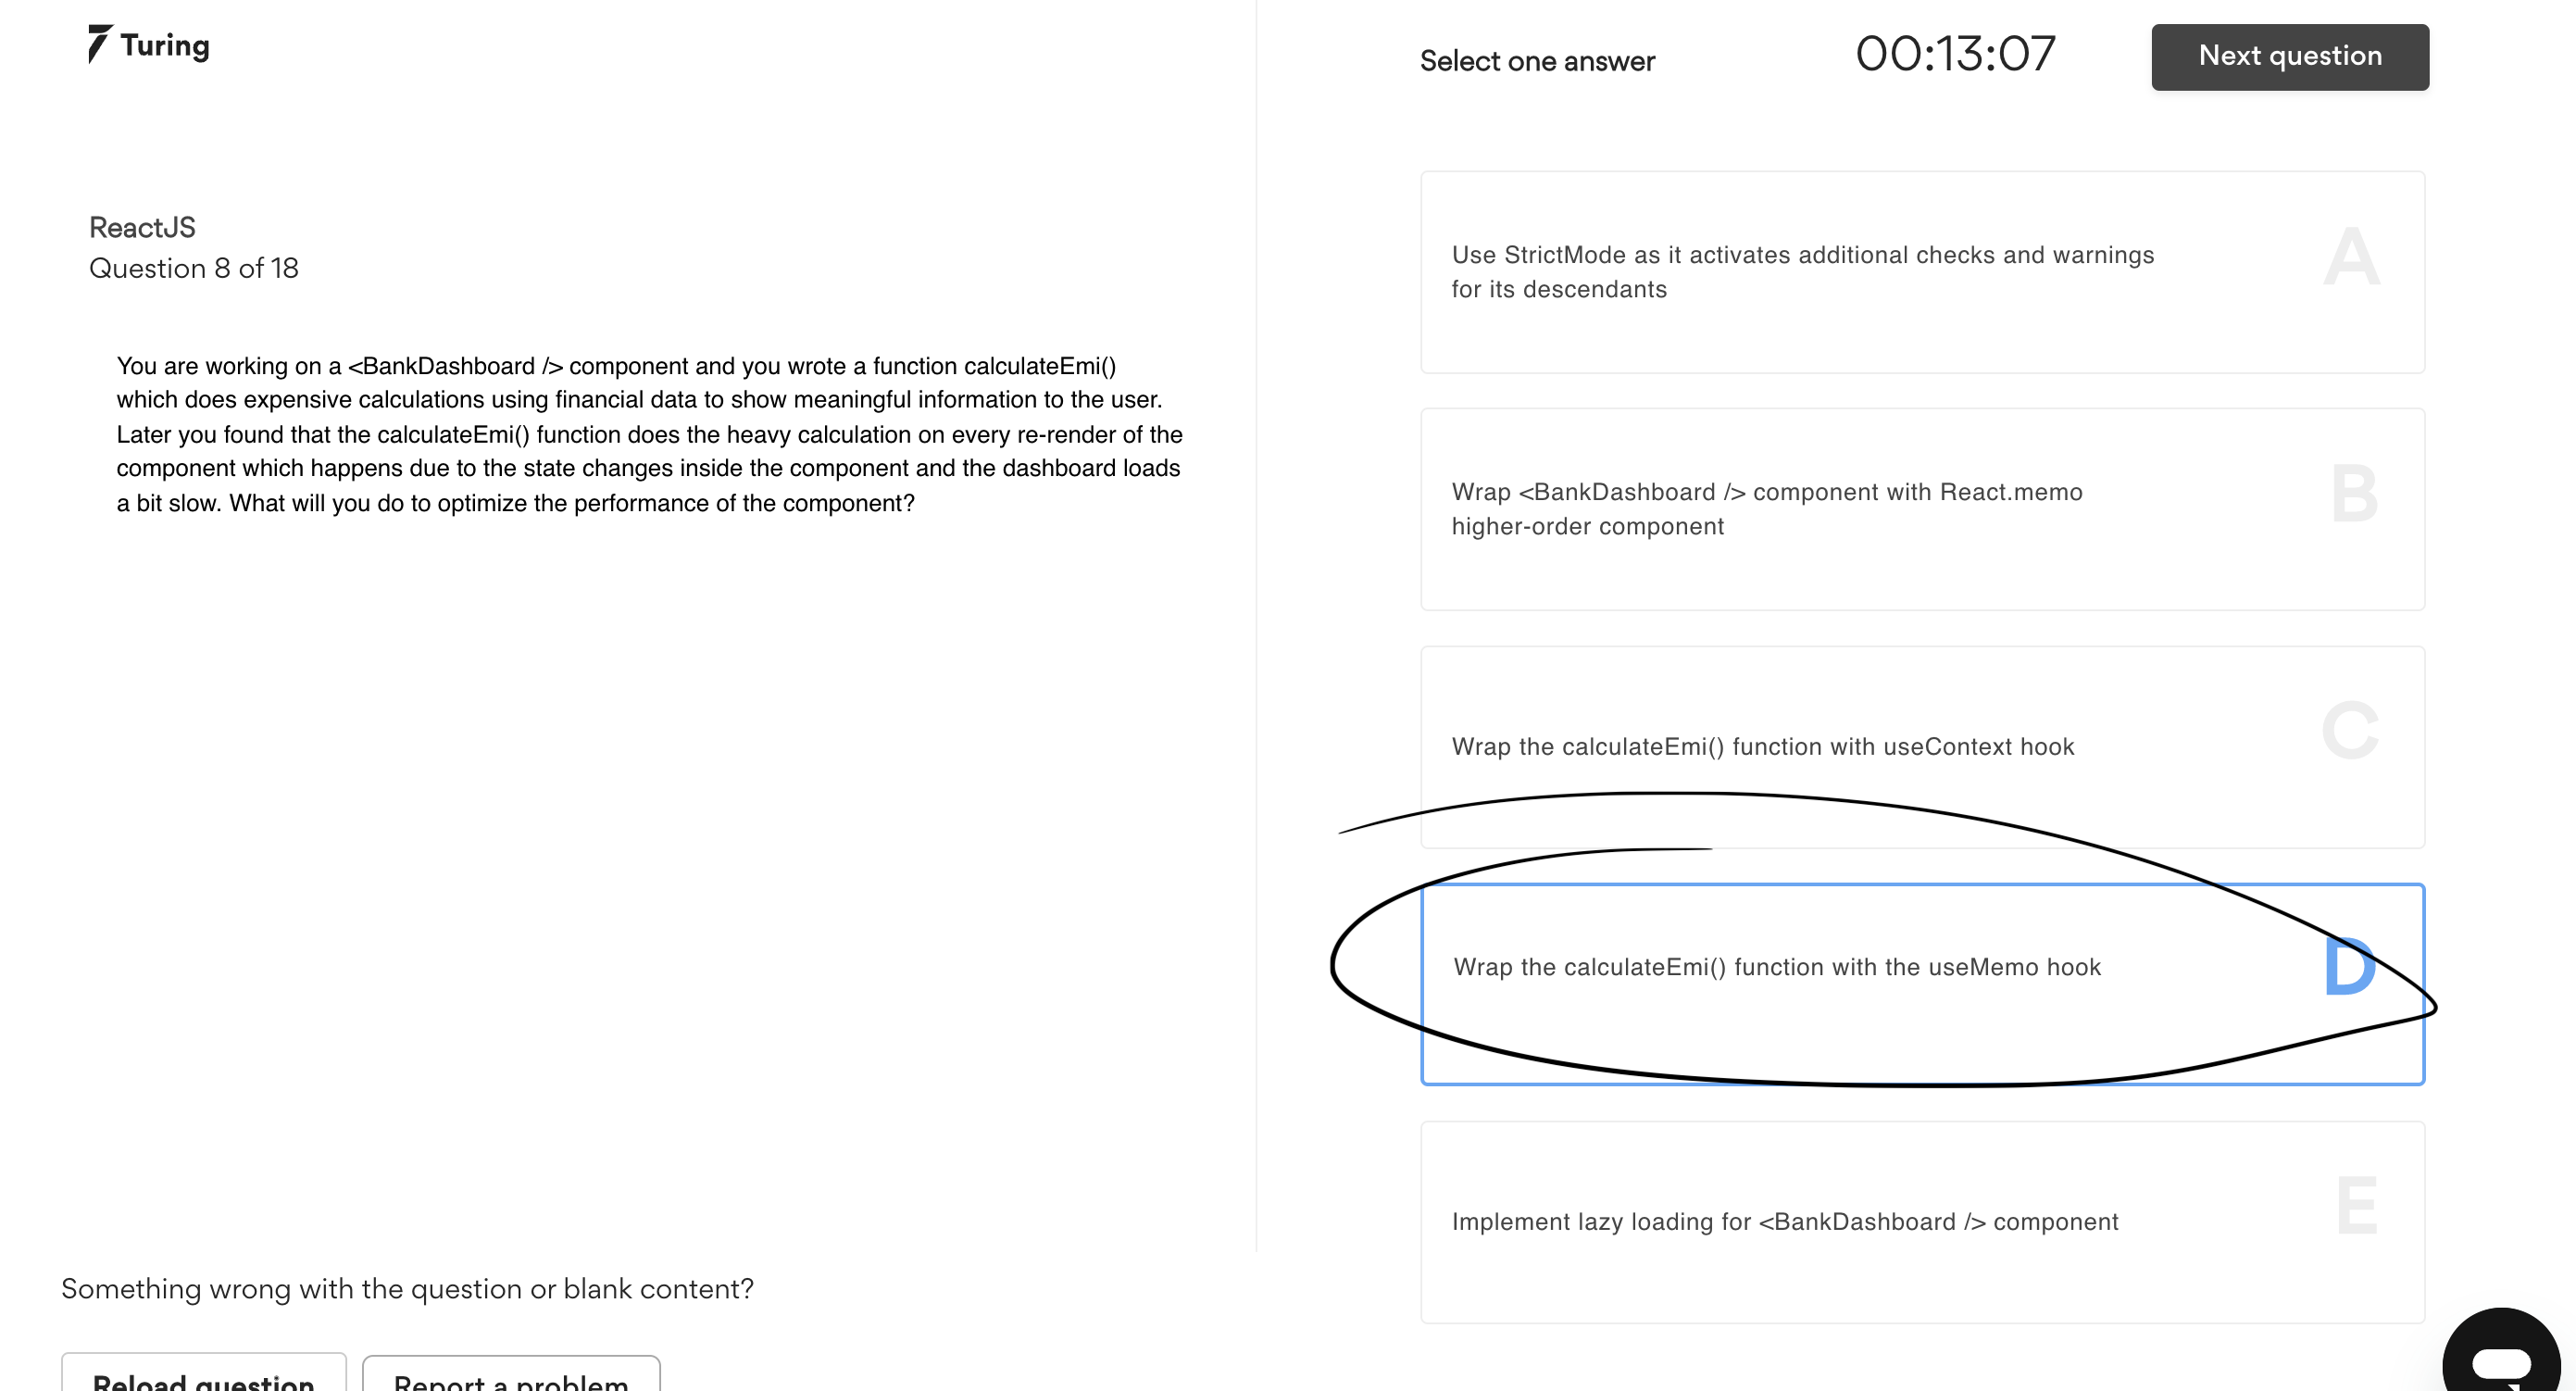 Turing
Select one answer
00:13:07
Next question
ReactJS
Question 8 of 18
You are working on a <BankDashboard /> component and you wrote a function calculateEmi()
which does expensive calculations using financial data to show meaningful information to the user.
Later you found that the calculateEmi() function does the heavy calculation on every re-render of the
component which happens due to the state changes inside the component and the dashboard loads
a bit slow. What will you do to optimize the performance of the component?
Use StrictMode as it activates additional checks and warnings
for its descendants
A
Wrap <BankDashboard /> component with React.memo
higher-order component
B
Wrap the calculateEmi() function with useContext hook
C
Wrap the calculateEmi() function with the useMemo hook
D
Implement lazy loading for <BankDashboard /> component
E
Something wrong with the question or blank content?
Reload question
Report a problem